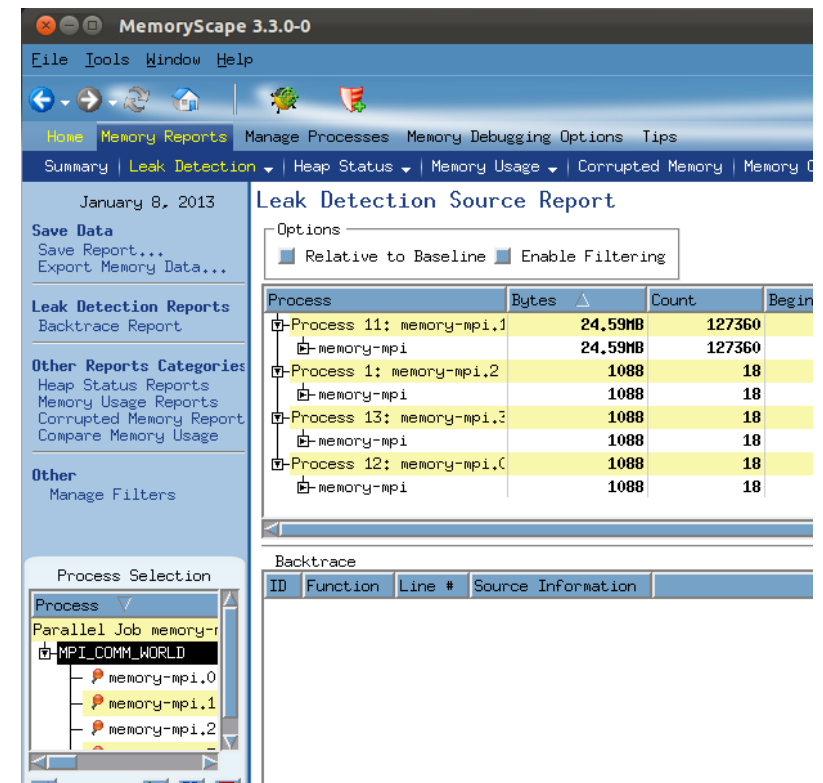 MemoryScape 3.3.0-0
File Tools Window Help
Home Memory Reports Manage Processes Memory Debugging Options Tips
Summary | Leak Detection | Heap Status | Memory Usage | Corrupted Memory | Memory
January 8, 2013
Save Data
Save Report...
Export Memory Data...
Leak Detection Reports
Backtrace Report
Other Reports Categories
Heap Status Reports
Memory Usage Reports
Corrupted Memory Report
Compare Memory Usage
Other
Manage Filters
Process Selection
Process
Parallel Job memory-
MPI_COMM_WORLD
memory-mpi.0
memory-mpi.1
memory-mpi.2
Leak Detection Source Report
Options
Relative to Baseline Enable Filtering
Process Bytes Count Begin
Process 11: memory-mpi.1 24.59MB 127360
memory-mpi 24.59MB 127360
Process 1: memory-mpi.2 1088 18
memory-mpi 1088 18
Process 13: memory-mpi.3 1088 18
memory-mpi 1088 18
Process 12: memory-mpi.0 1088 18
memory-mpi 1088 18
Backtrace
ID Function Line # Source Information